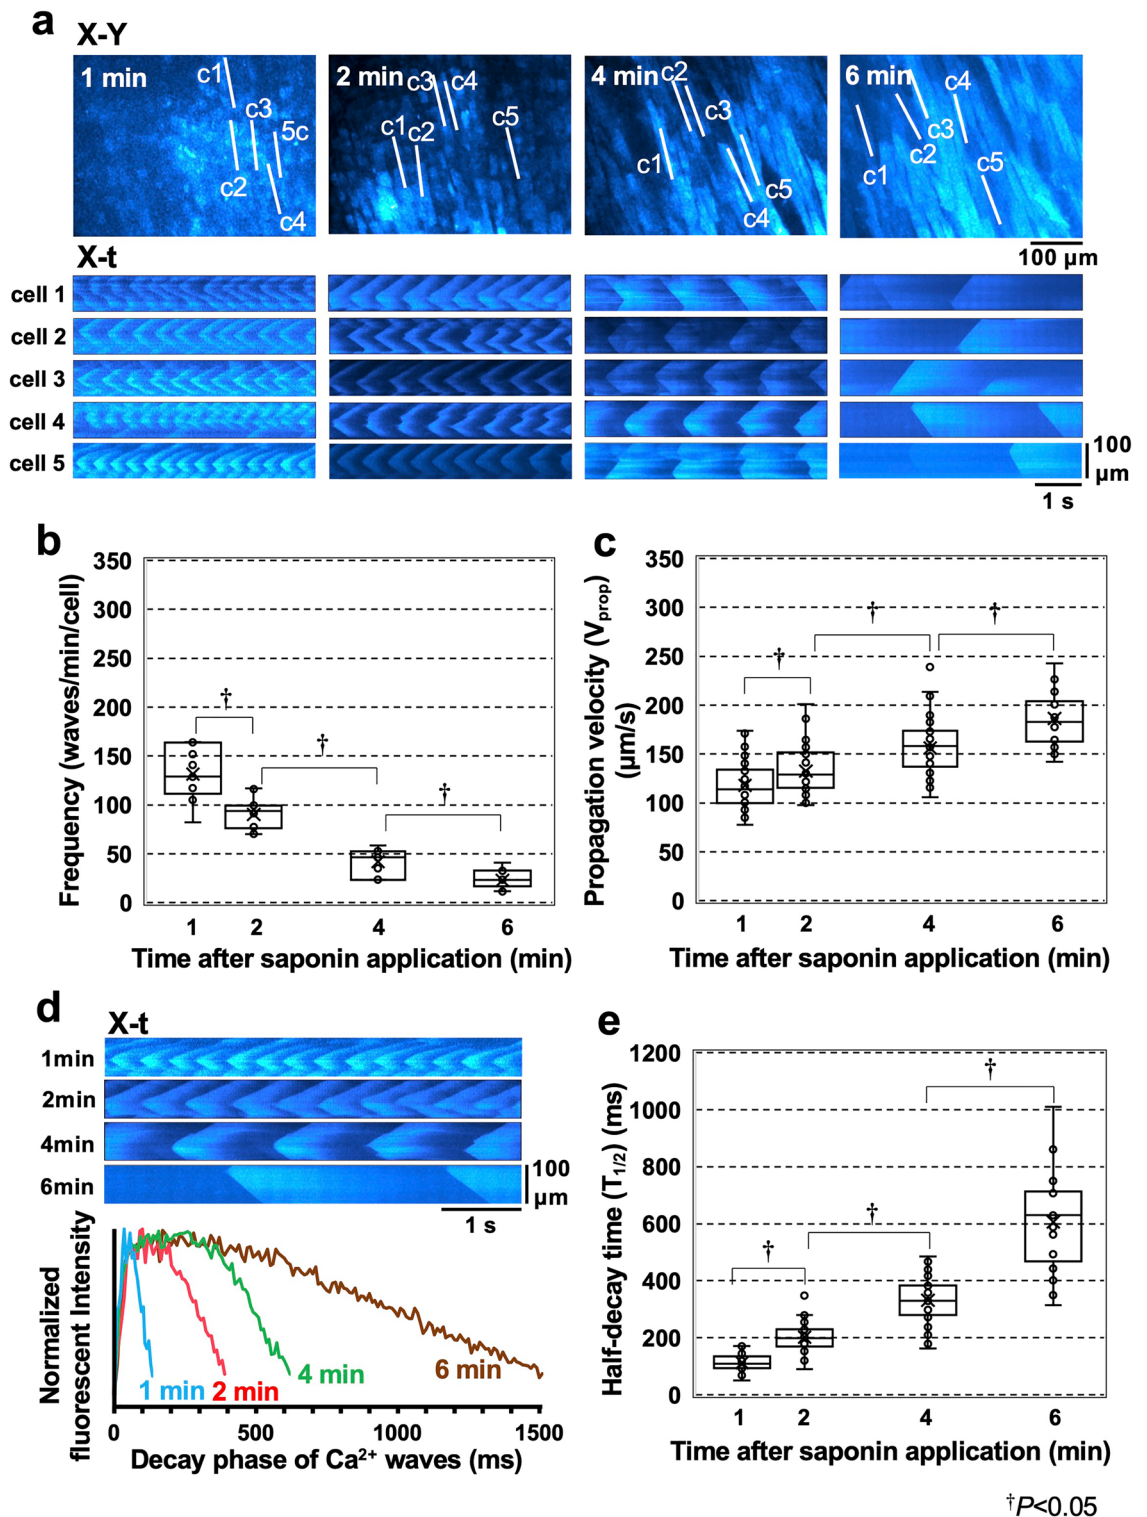 a
X-Y
1 min
c1
c3
5c
c2
c4
2 min
c3
c4
c1
c2
c5
4 min
c2
c3
c1
c5
c4
6 min
c4
c3
c2
c1
c5
100 µm
X-t
cell 1
cell 2
cell 3
cell 4
cell 5
100
µm
1 s
b
Frequency (waves/min/cell)
350
300
250
200
150
100
50
0
†
†
†
1 2 4 6
Time after saponin application (min)
c
Propagation velocity (Vprop)
(µm/s)
350
300
250
200
150
100
50
0
†
†
†
1 2 4 6
Time after saponin application (min)
d
X-t
1min
2min
4min
6min
100
µm
1 s
Normalized
fluorescent Intensity
1 min
2 min
4 min
6 min
0 500 1000 1500
Decay phase of Ca²⁺ waves (ms)
e
Half-decay time (T1/2) (ms)
1200
1000
800
600
400
200
0
†
†
†
1 2 4 6
Time after saponin application (min)
†P<0.05